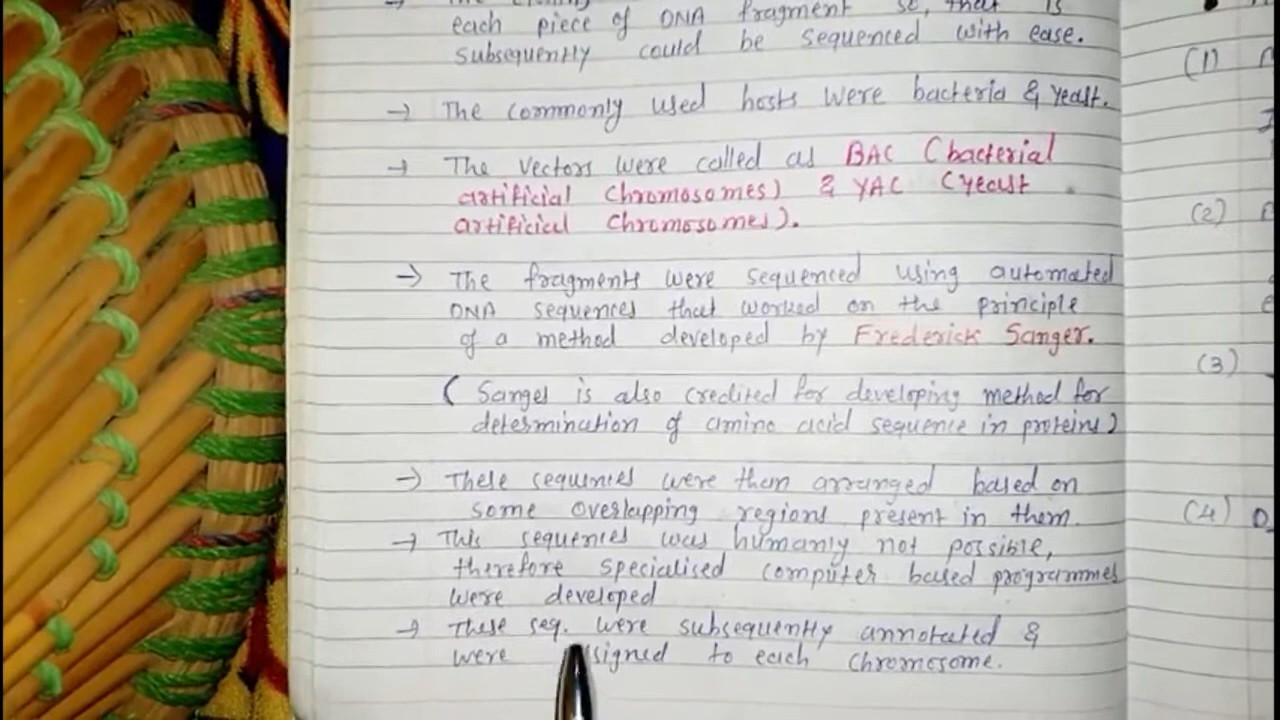 each piece of DNA fragment so, that is
subsequently could be sequenced with ease.
→ The commonly used hosts were bacteria & yeast.
→ The vectors were called as BAC (bacterial
artificial chromosomes) & YAC (yeast
artificial chromosomes).
→ The fragments were sequenced using automated
DNA sequences that worked on the principle
of a method developed by Frederick Sanger.
( Sanger is also credited for developing method for
determination of amino acid sequence in proteins)
→ These sequences were then arranged based on
some overlapping regions present in them.
→ This sequences was humanly not possible,
therefore specialised computer based programmes
were developed
→ These seq. were subsequently annotated &
were to each chromosome.
(1)
(2)
(3)
(4)